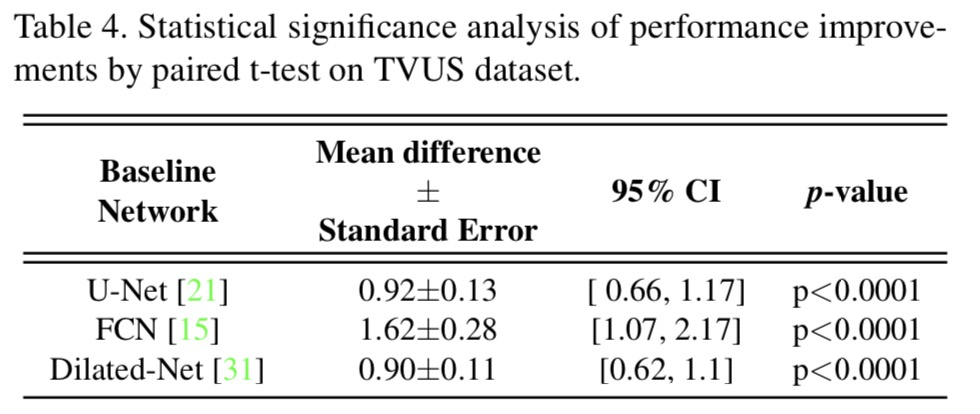 Table 4. Statistical significance analysis of performance improve-
ments by paired t-test on TVUS dataset.
Baseline Network Mean difference ± Standard Error 95% CI p-value
U-Net [21] 0.92±0.13 [ 0.66, 1.17] p<0.0001
FCN [15] 1.62±0.28 [1.07, 2.17] p<0.0001
Dilated-Net [31] 0.90±0.11 [0.62, 1.1] p<0.0001